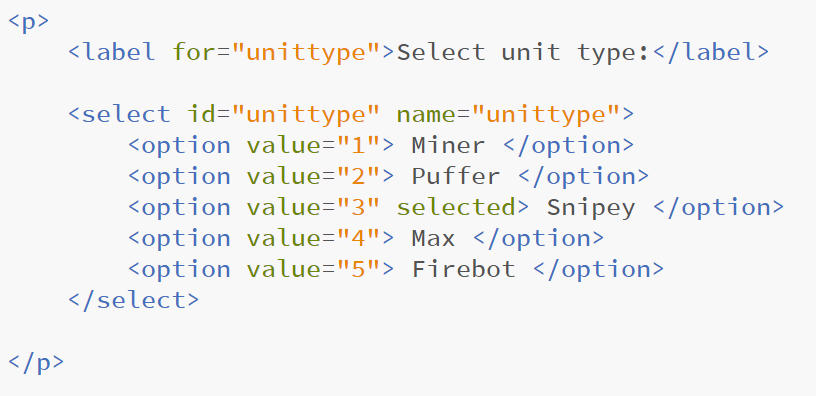 <p>
<label for="unittype">Select unit type:</label>
<select id="unittype" name="unittype">
<option value="1"> Miner </option>
<option value="2"> Puffer </option>
<option value="3" selected> Snipey </option>
<option value="4"> Max </option>
<option value="5"> Firebot </option>
</select>
</p>